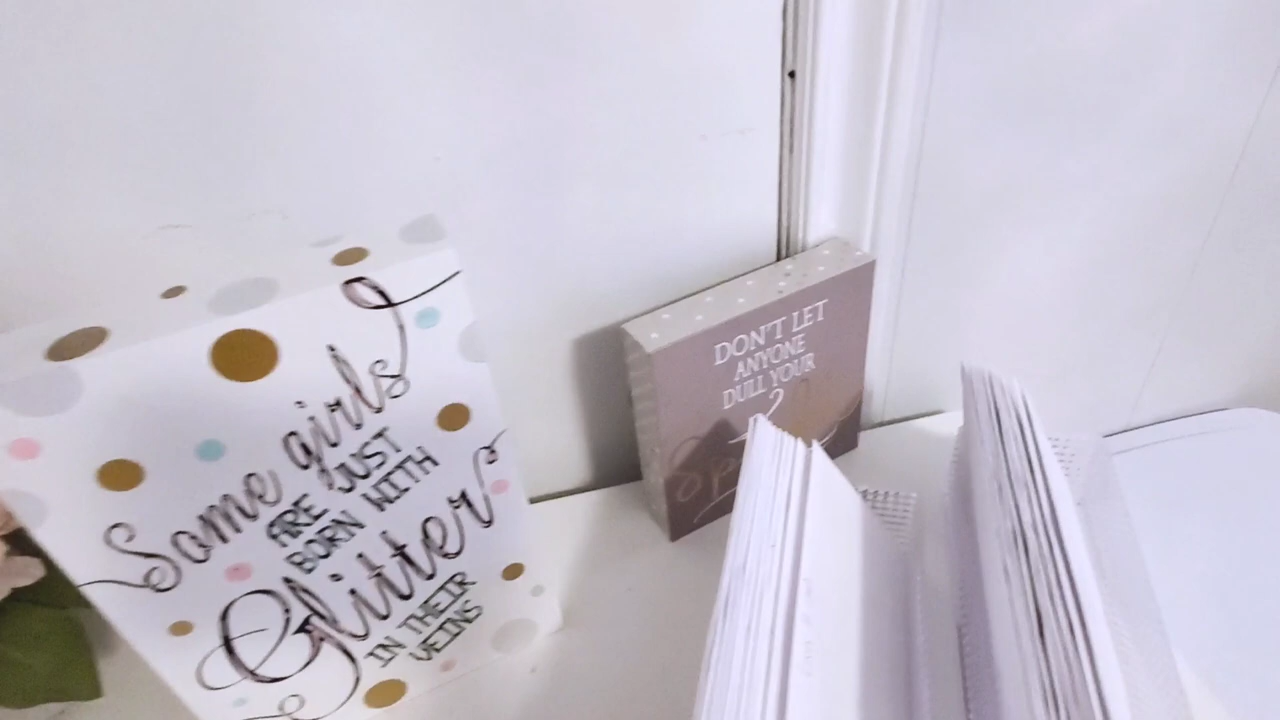 Some girls
ARE JUST
BORN WITH
Glitter
IN THEIR
VEINS
DON'T LET
ANYONE
DULL YOUR